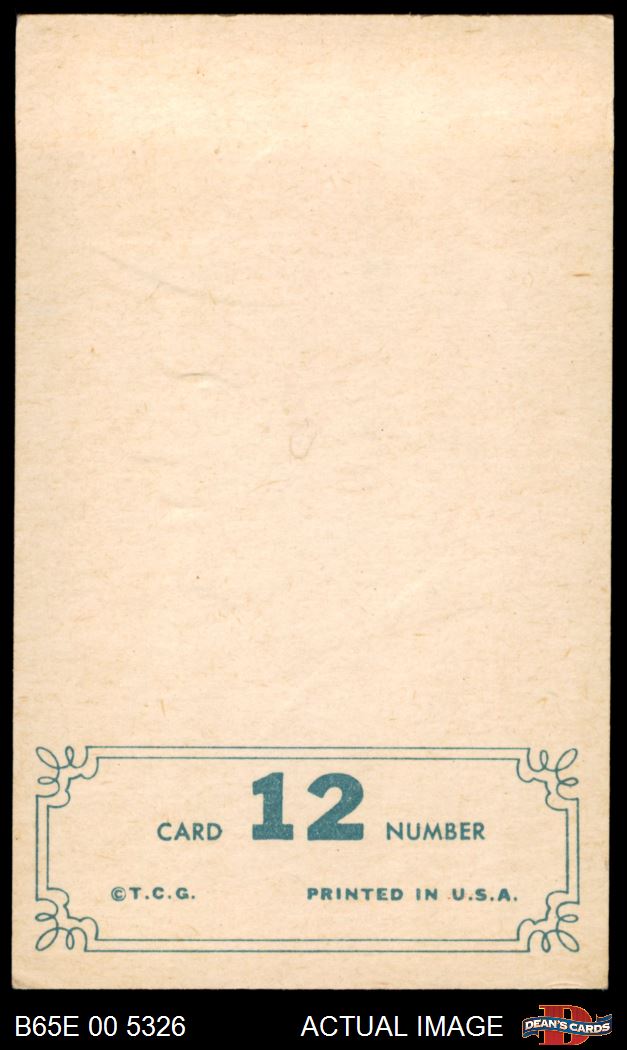 CARD 12 NUMBER
©T.C.G. PRINTED IN U.S.A.
B65E 00 5326 ACTUAL IMAGE DEAN'S CARDS